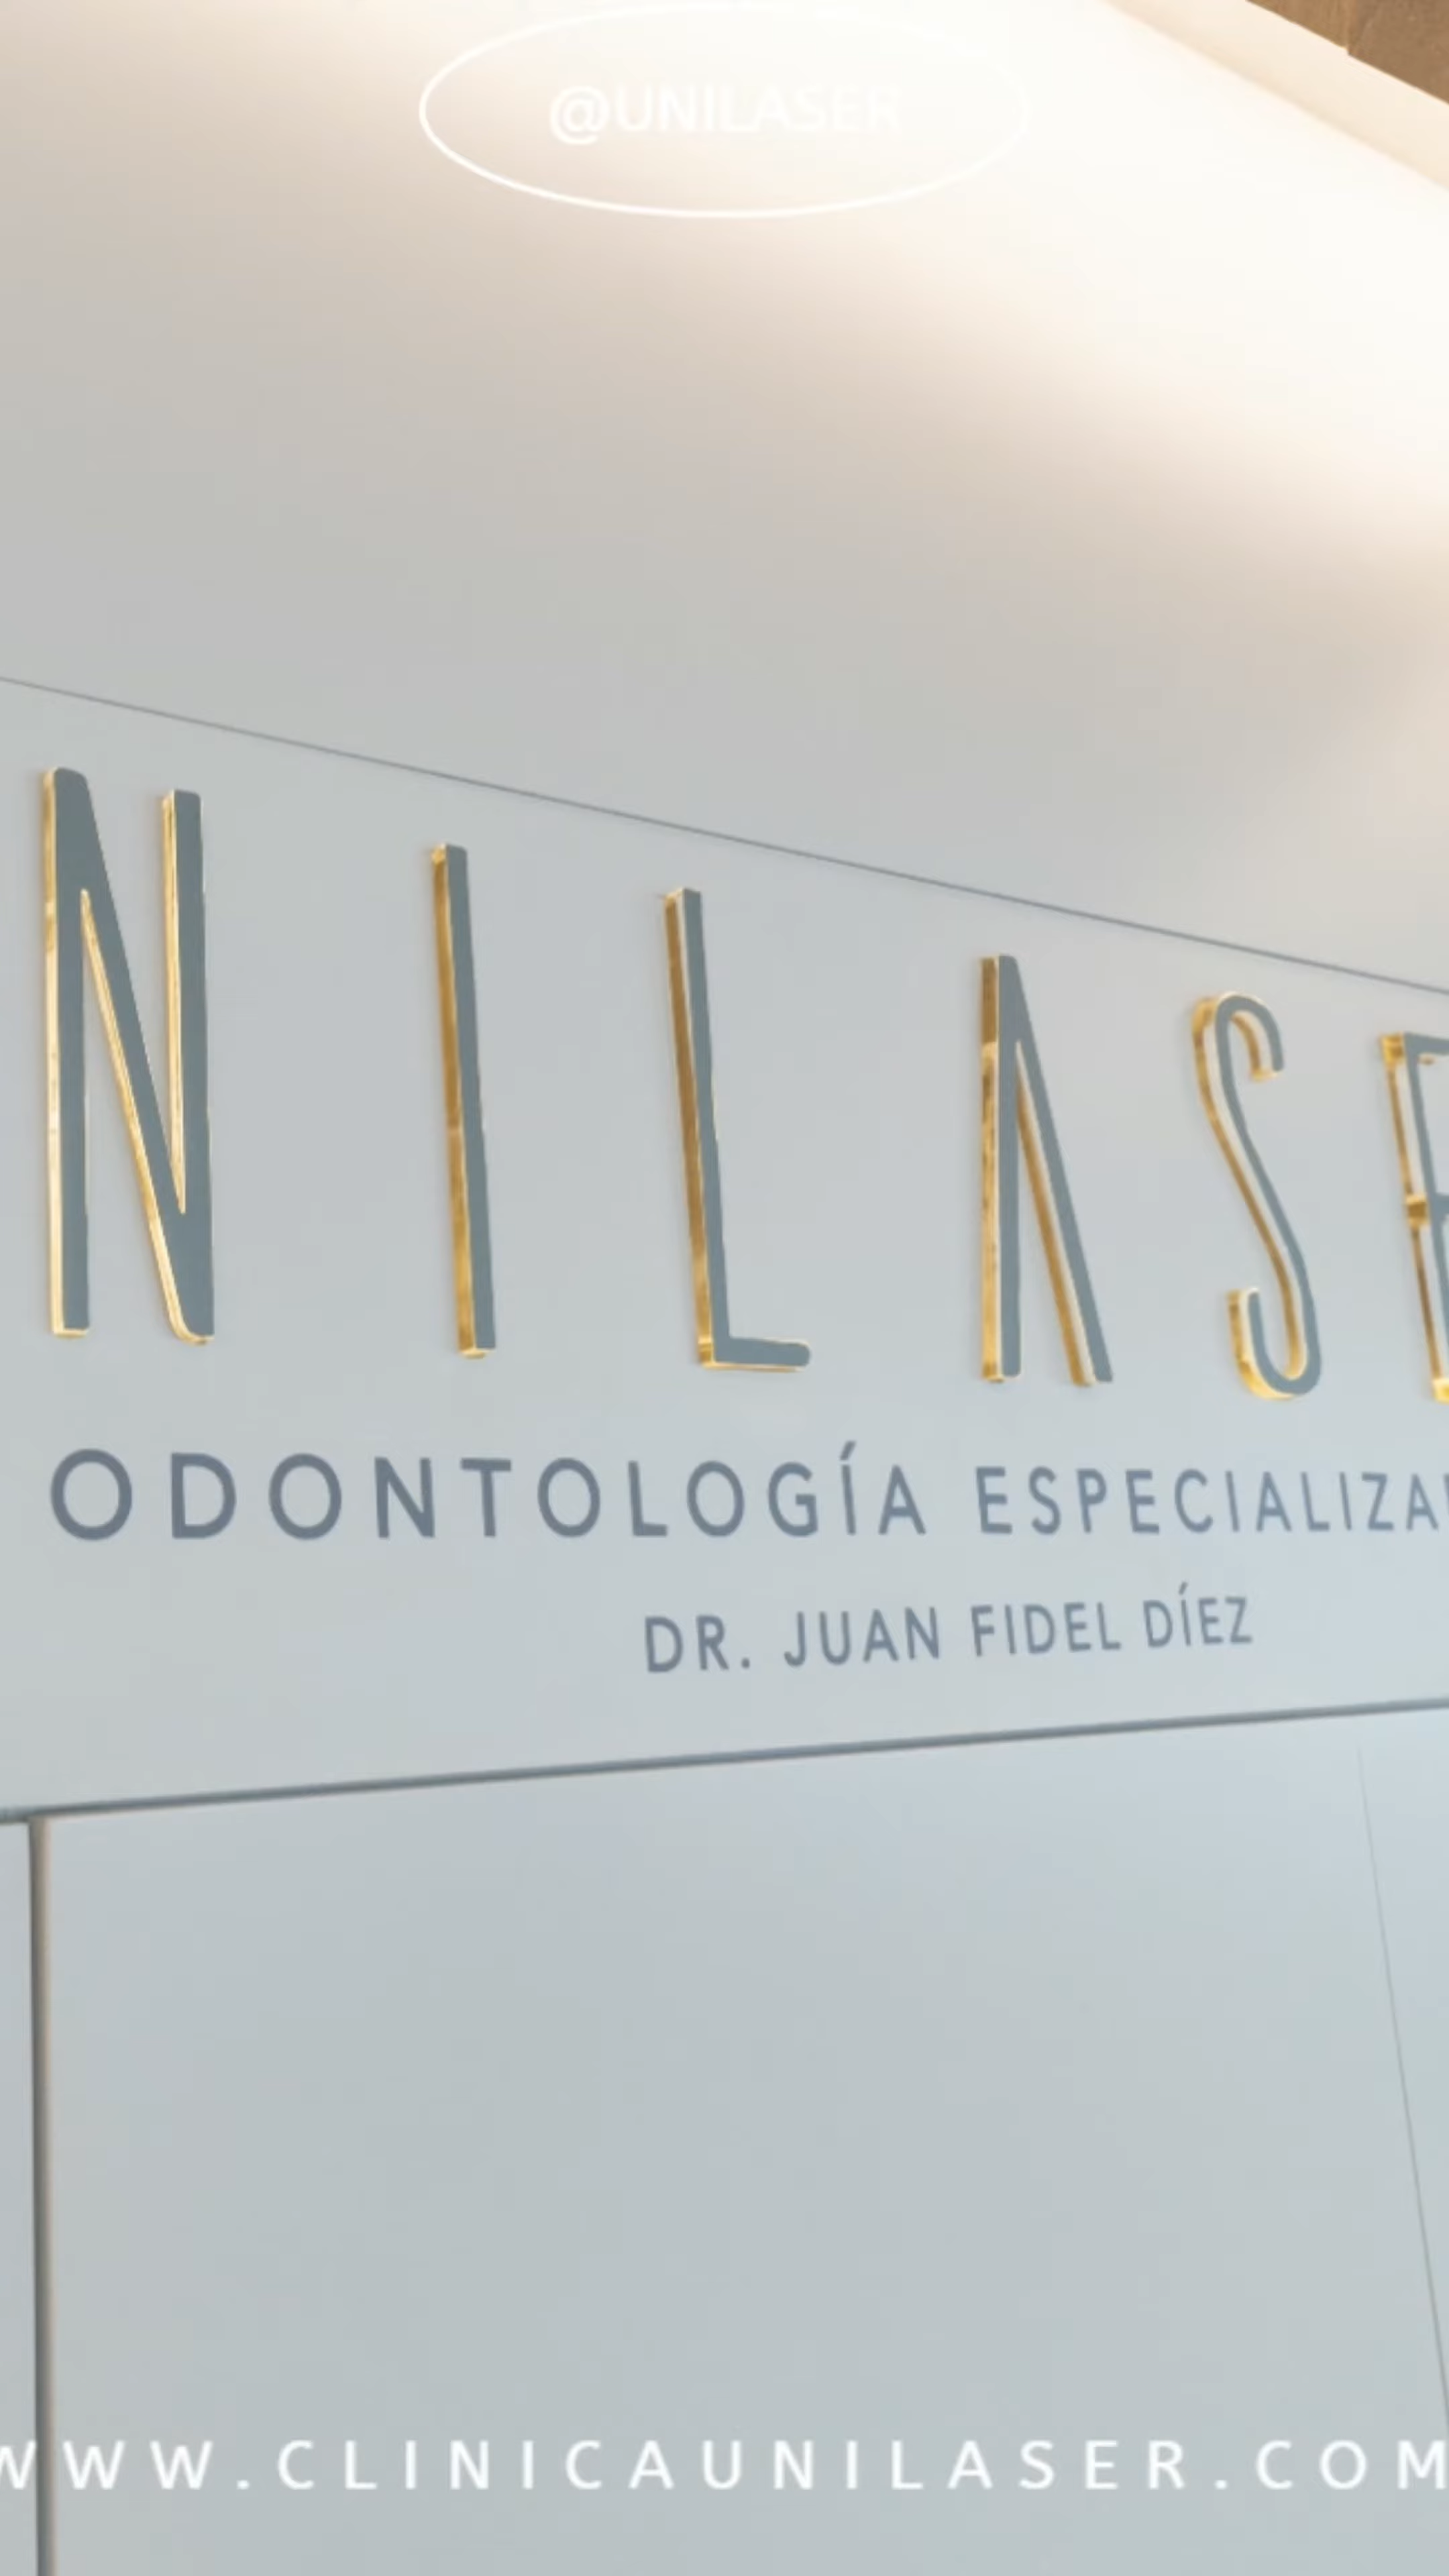 @UNILASER
NILASE
ODONTOLOGÍA ESPECIALIZA
DR. JUAN FIDEL DÍEZ
WWW.CLINICAUNILASER.COM